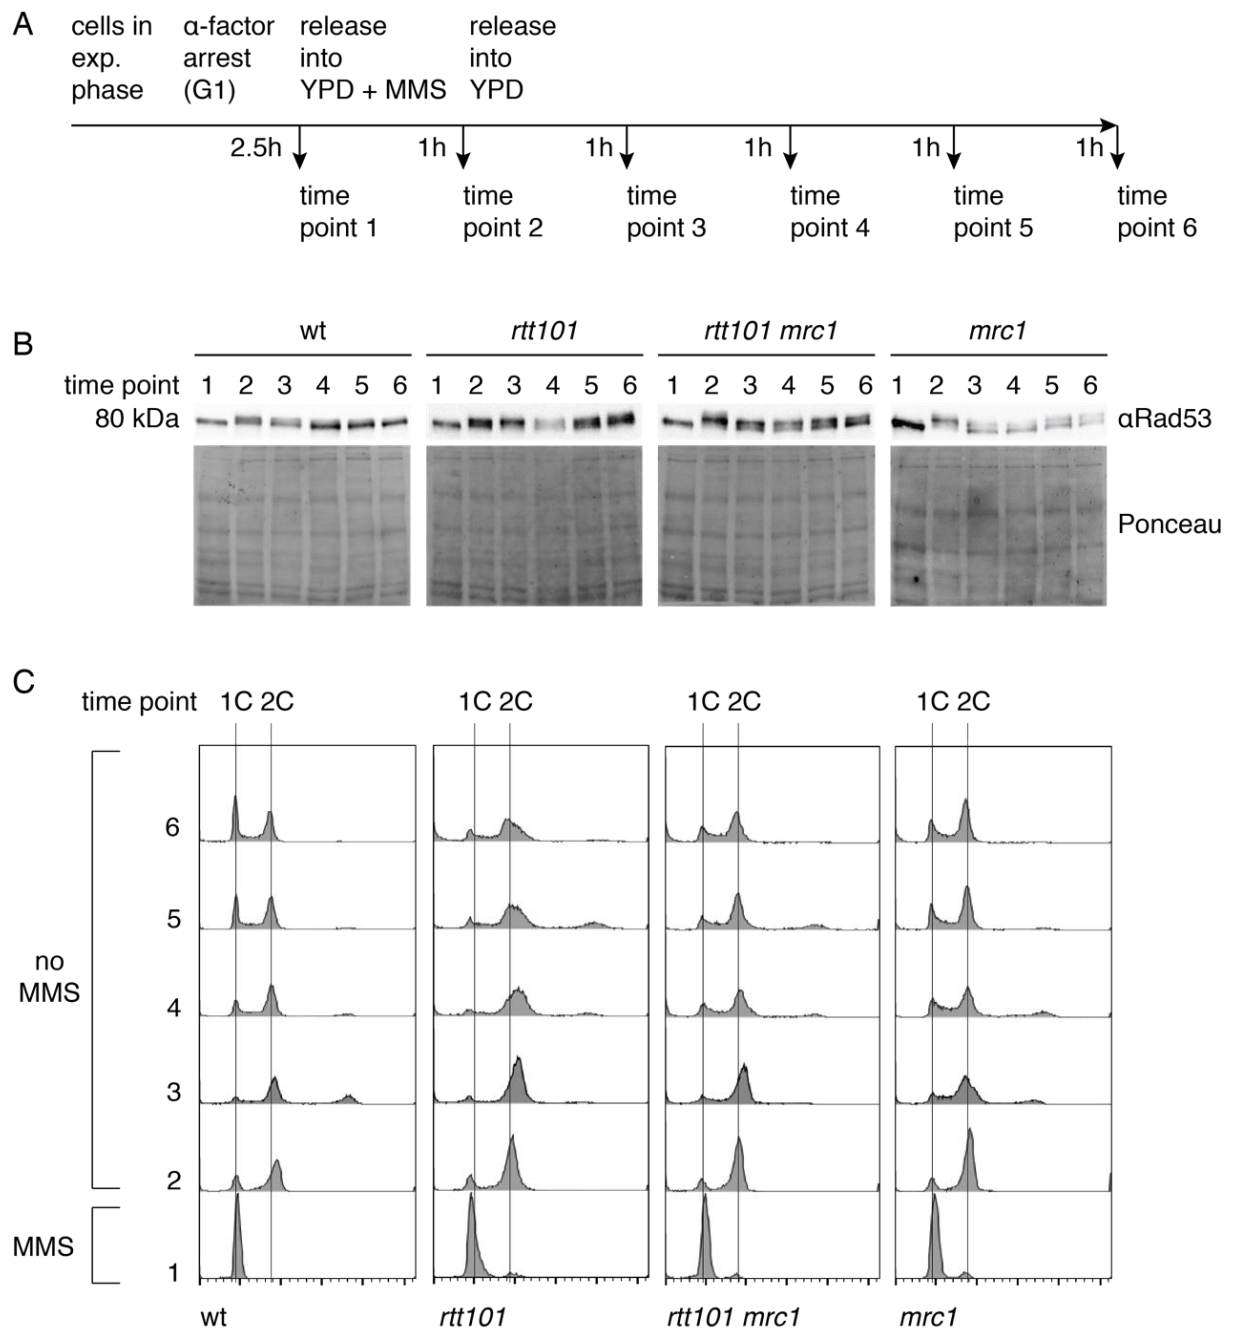 A
cells in exp. phase
α-factor arrest (G1)
release into YPD + MMS
release into YPD
2.5h 1h 1h 1h 1h 1h
time point 1
time point 2
time point 3
time point 4
time point 5
time point 6
B
wt rtt101 rtt101 mrc1 mrc1
time point 1 2 3 4 5 6 1 2 3 4 5 6 1 2 3 4 5 6 1 2 3 4 5 6
80 kDa αRad53
Ponceau
C
time point 1C 2C 1C 2C 1C 2C 1C 2C
6
5
no MMS
4
3
2
MMS
1
wt rtt101 rtt101 mrc1 mrc1